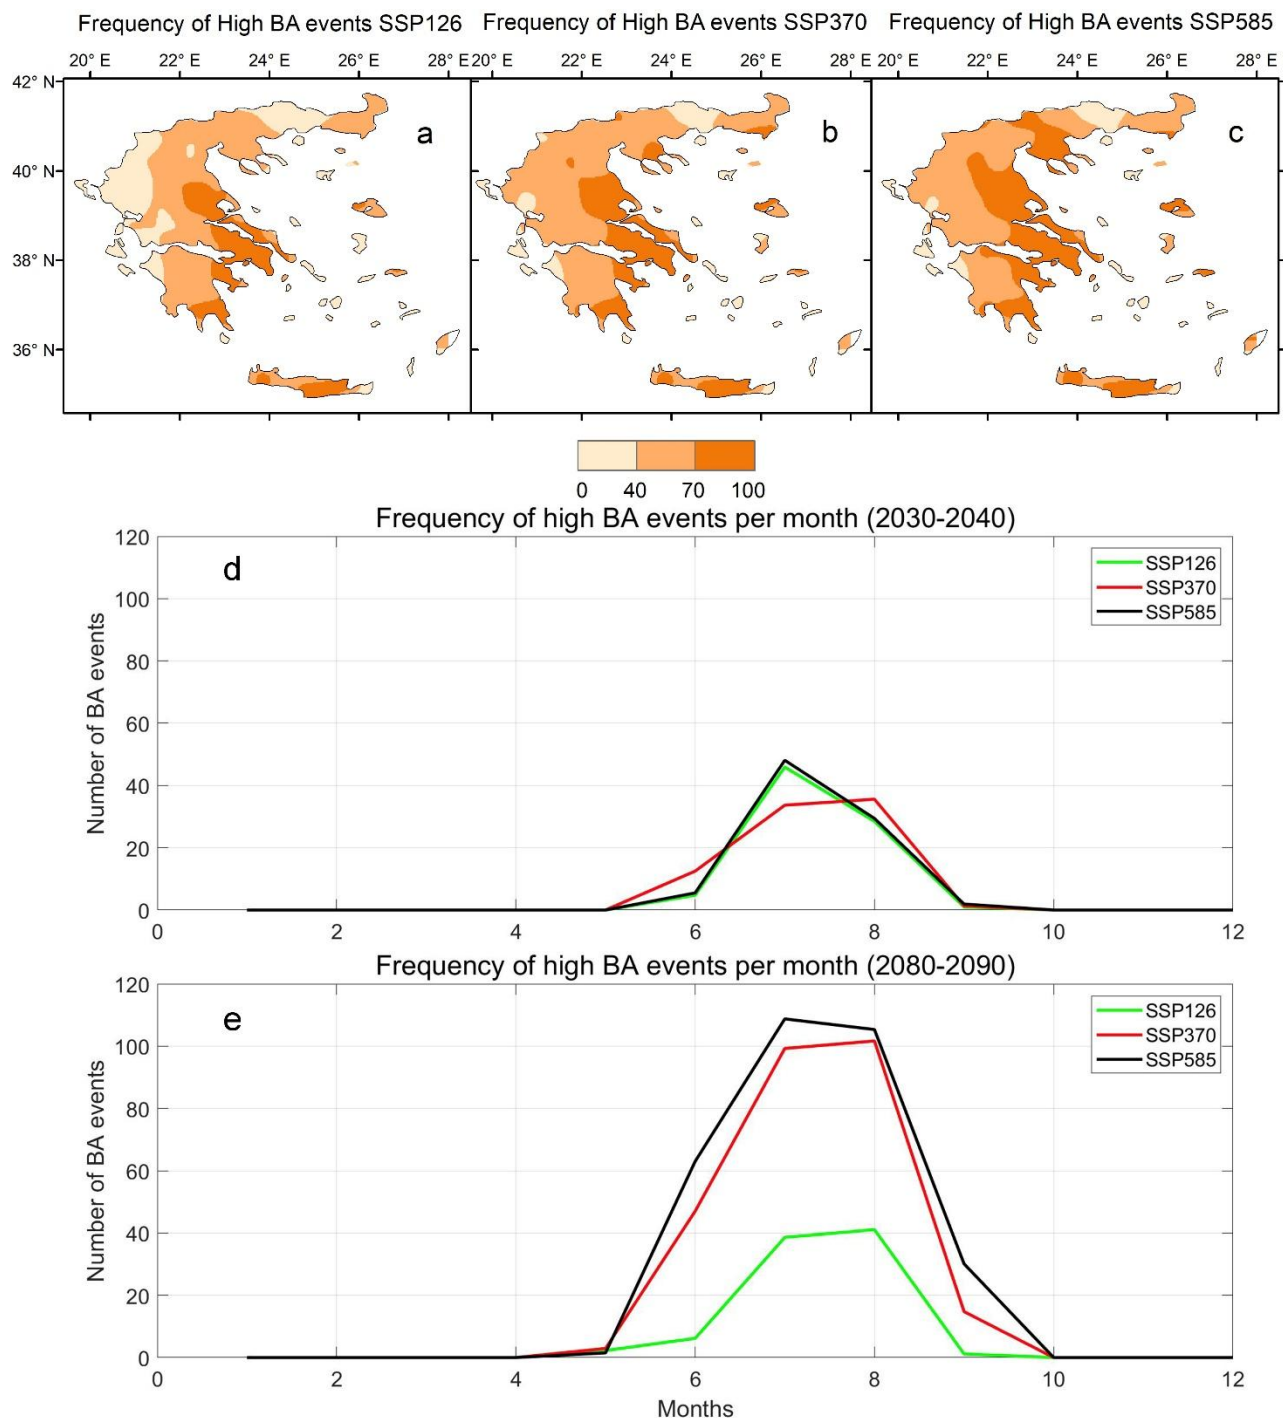 Frequency of High BA events SSP126 Frequency of High BA events SSP370 Frequency of High BA events SSP585
20° E 22° E 24° E 26° E 28° E 22° E 24° E 26° E 28° E 20° E 22° E 24° E 26° E 28° E
42° N
a b c
40° N
38° N
36° N
20° E 22° E 24° E 26° E 28° E
0 40 70 100
Frequency of high BA events per month (2030-2040)
120
d
SSP126
SSP370
SSP585
100
80
60
40
20
0
Number of BA events
0 2 4 6 8 10 12
Frequency of high BA events per month (2080-2090)
120
e
SSP126
SSP370
SSP585
100
80
60
40
20
0
Number of BA events
0 2 4 6 8 10 12
Months